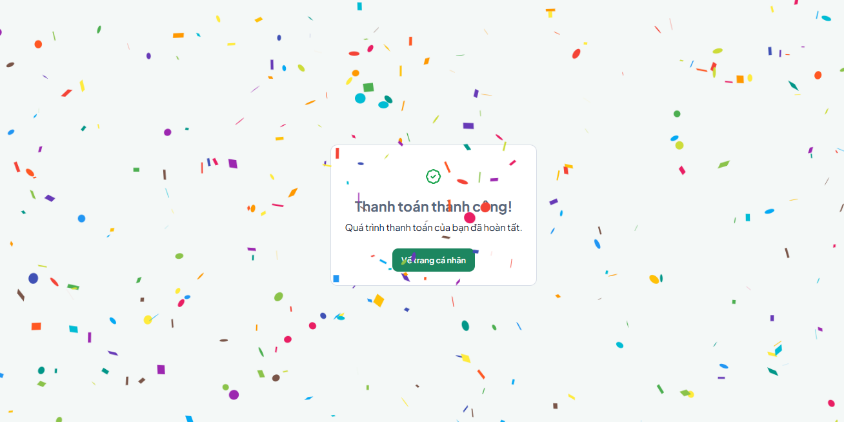 Thanh toán thành công!
Quá trình thanh toán của bạn đã hoàn tất.
Về trang cá nhân